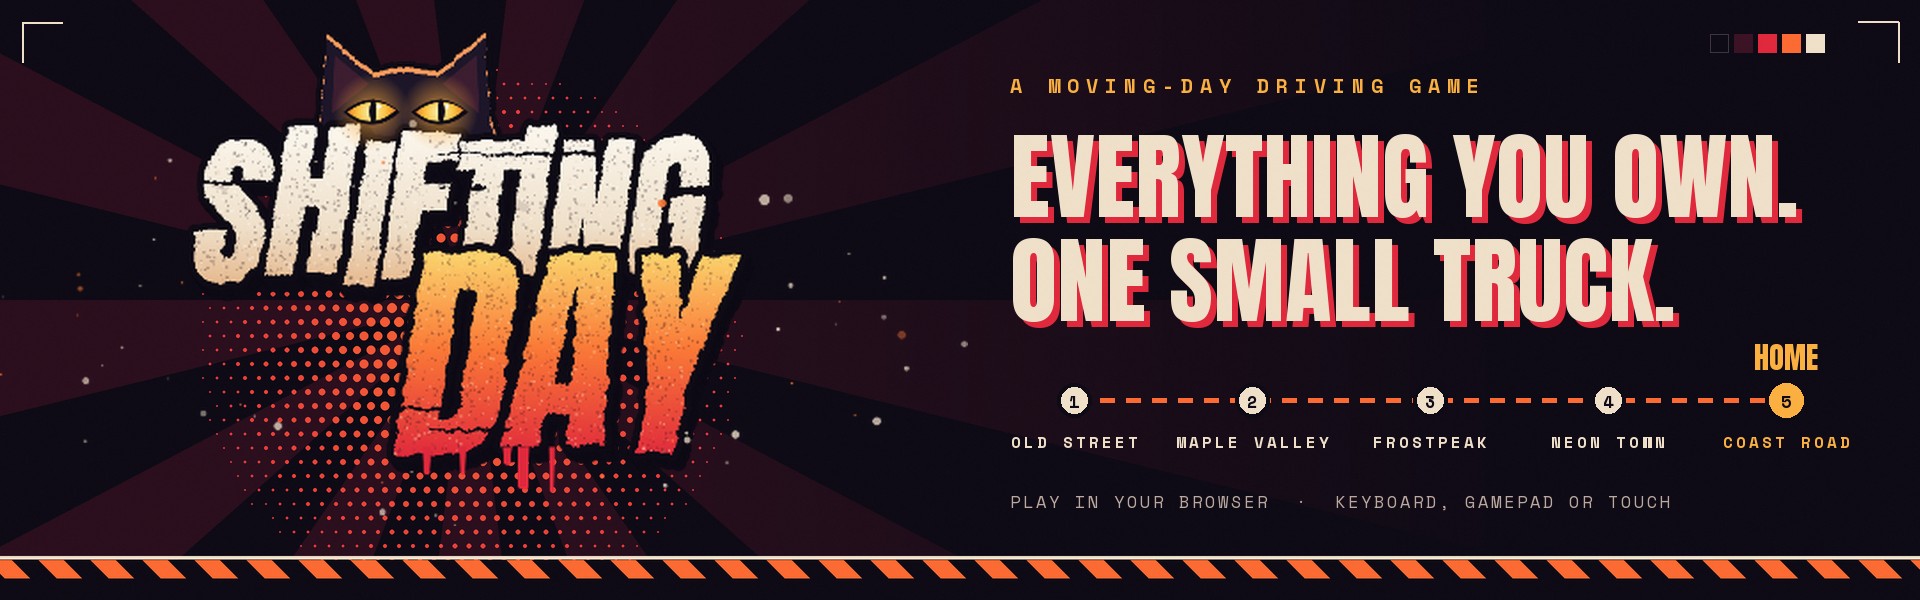 SHIFTING
DAY
A MOVING-DAY DRIVING GAME
EVERYTHING YOU OWN.
ONE SMALL TRUCK.
HOME
1 2 3 4 5
OLD STREET MAPLE VALLEY FROSTPEAK NEON TOWN COAST ROAD
PLAY IN YOUR BROWSER · KEYBOARD, GAMEPAD OR TOUCH